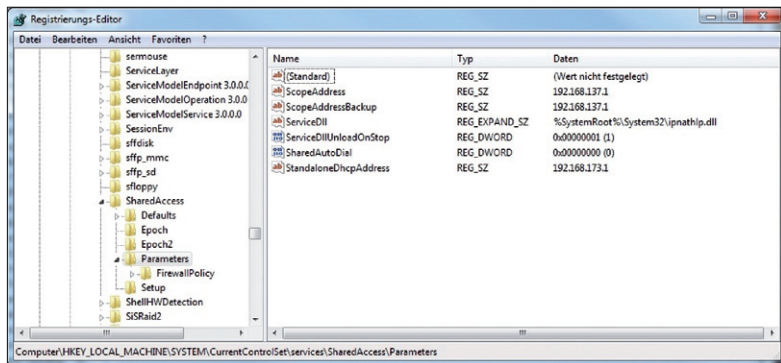 Registrierungs-Editor
Datei Bearbeiten Ansicht Favoriten ?
sermouse
ServiceLayer
ServiceModelEndpoint 3.0.0.0
ServiceModelOperation 3.0.0
ServiceModelService 3.0.0.0
SessionEnv
sffdisk
sffp_mmc
sffp_sd
sfloppy
SharedAccess
Defaults
Epoch
Epoch2
Parameters
FirewallPolicy
Setup
ShellHWDetection
SiSRaid2
Name Typ Daten
(Standard) REG_SZ (Wert nicht festgelegt)
ScopeAddress REG_SZ 192.168.137.1
ScopeAddressBackup REG_SZ 192.168.137.1
ServiceDll REG_EXPAND_SZ %SystemRoot%\System32\ipnathlp.dll
ServiceDllUnloadOnStop REG_DWORD 0x00000001 (1)
SharedAutoDial REG_DWORD 0x00000000 (0)
StandaloneDhcpAddress REG_SZ 192.168.173.1
Computer\HKEY_LOCAL_MACHINE\SYSTEM\CurrentControlSet\services\SharedAccess\Parameters